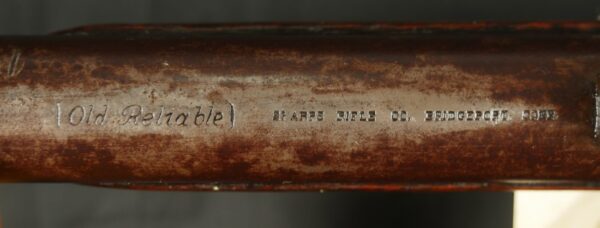 Old Reliable SHARPS RIFLE CO. BRIDGEPORT, CONN.